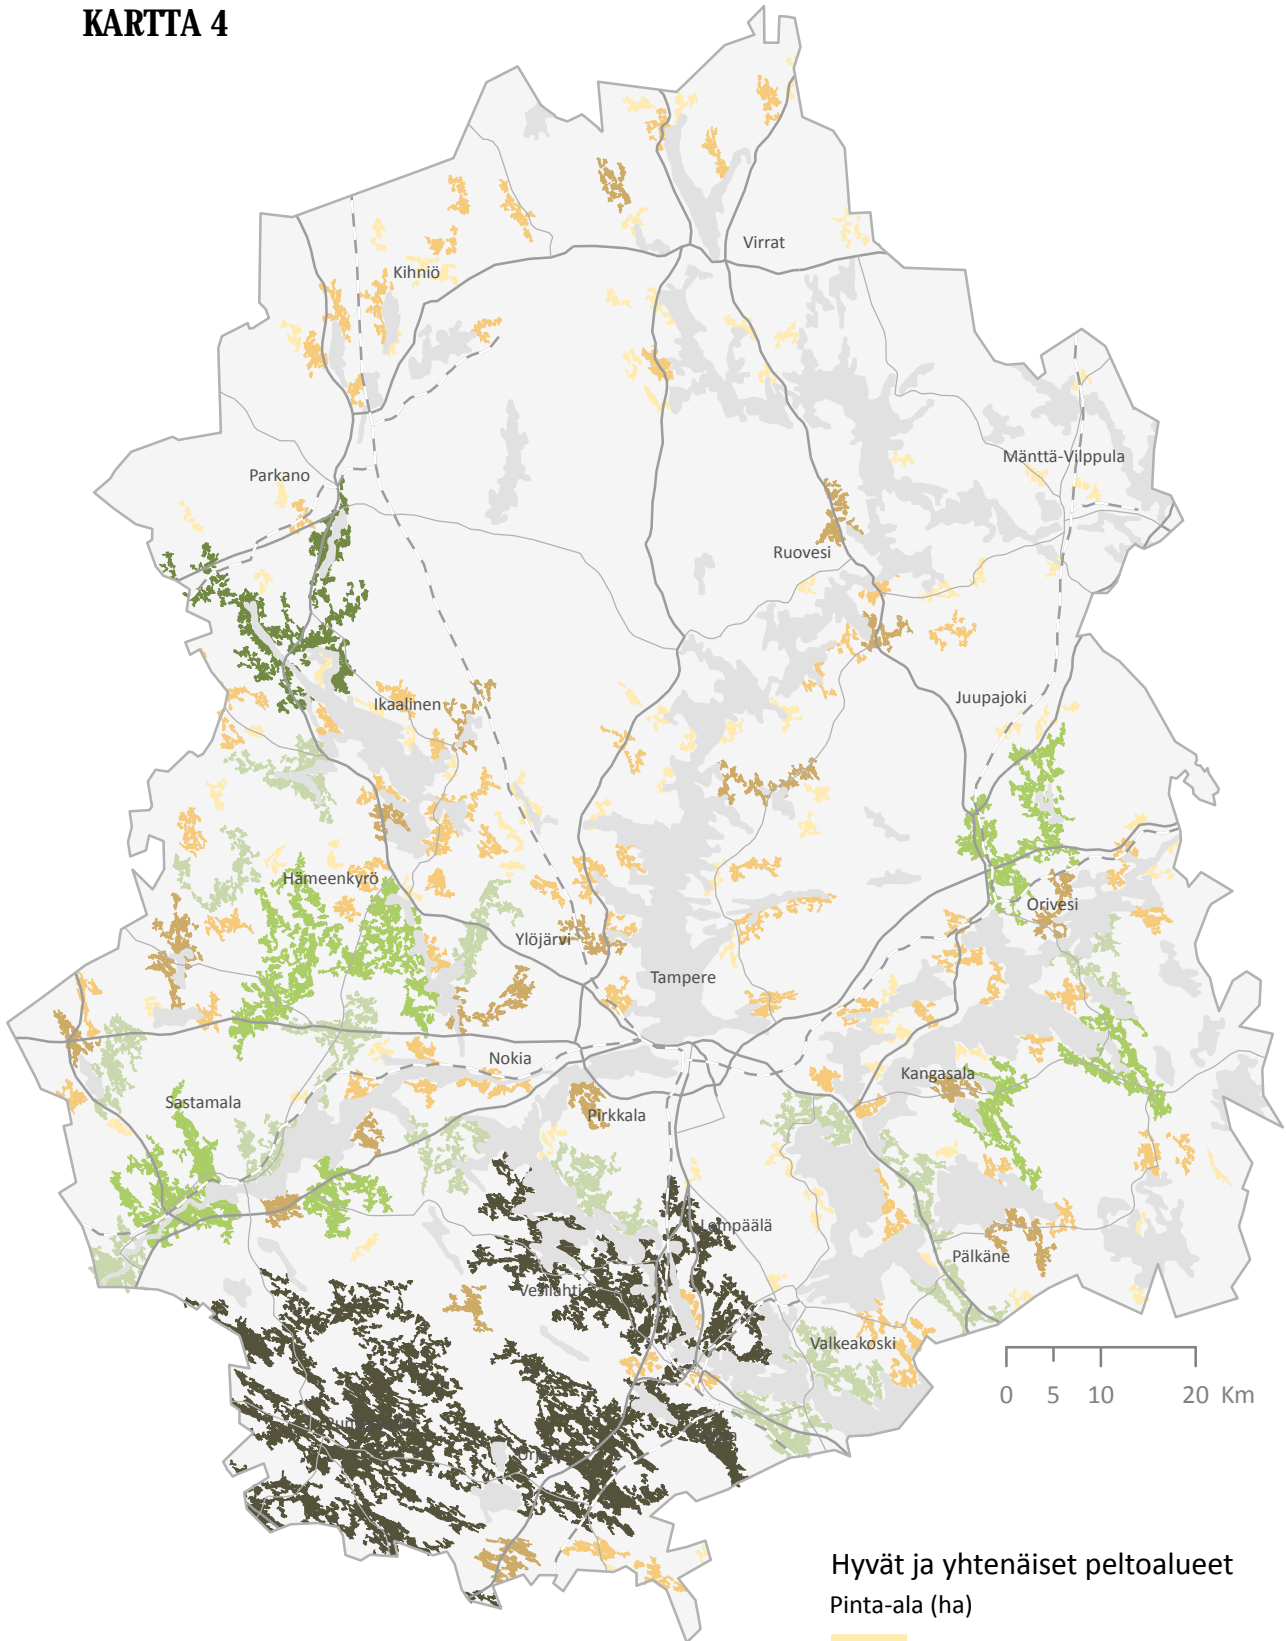 KARTTA 4
Virrat
Kihniö
Mänttä-Vilppula
Parkano
Ruovesi
Juupajoki
Ikaalinen
Hämeenkyrö
Orivesi
Ylöjärvi
Tampere
Nokia
Kangasala
Sastamala
Pirkkala
Lempäälä
Pälkäne
Vesilahti
Valkeakoski
0 5 10 20 Km
Hyvät ja yhtenäiset peltoalueet
Pinta-ala (ha)